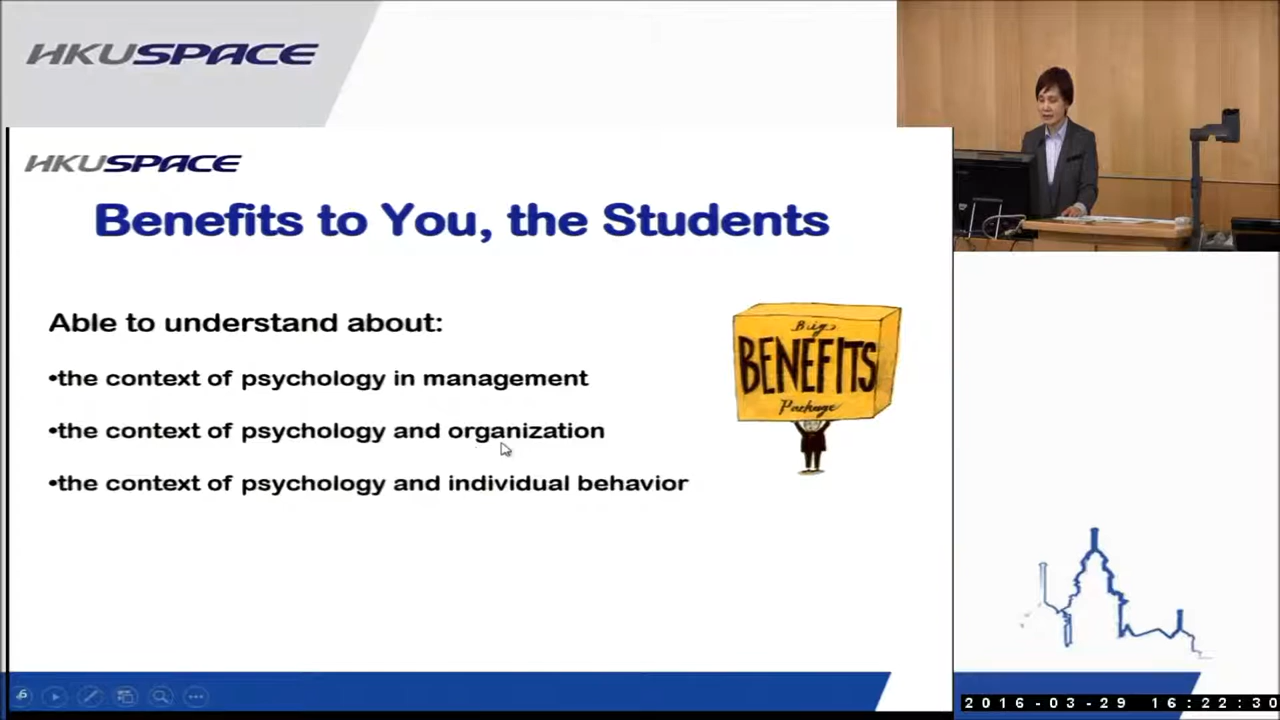 HKUSPACE
HKUSPACE
Benefits to You, the Students
Able to understand about:
•the context of psychology in management
•the context of psychology and organization
•the context of psychology and individual behavior
Big
BENEFITS
Package
2016-03-29 16:22:30